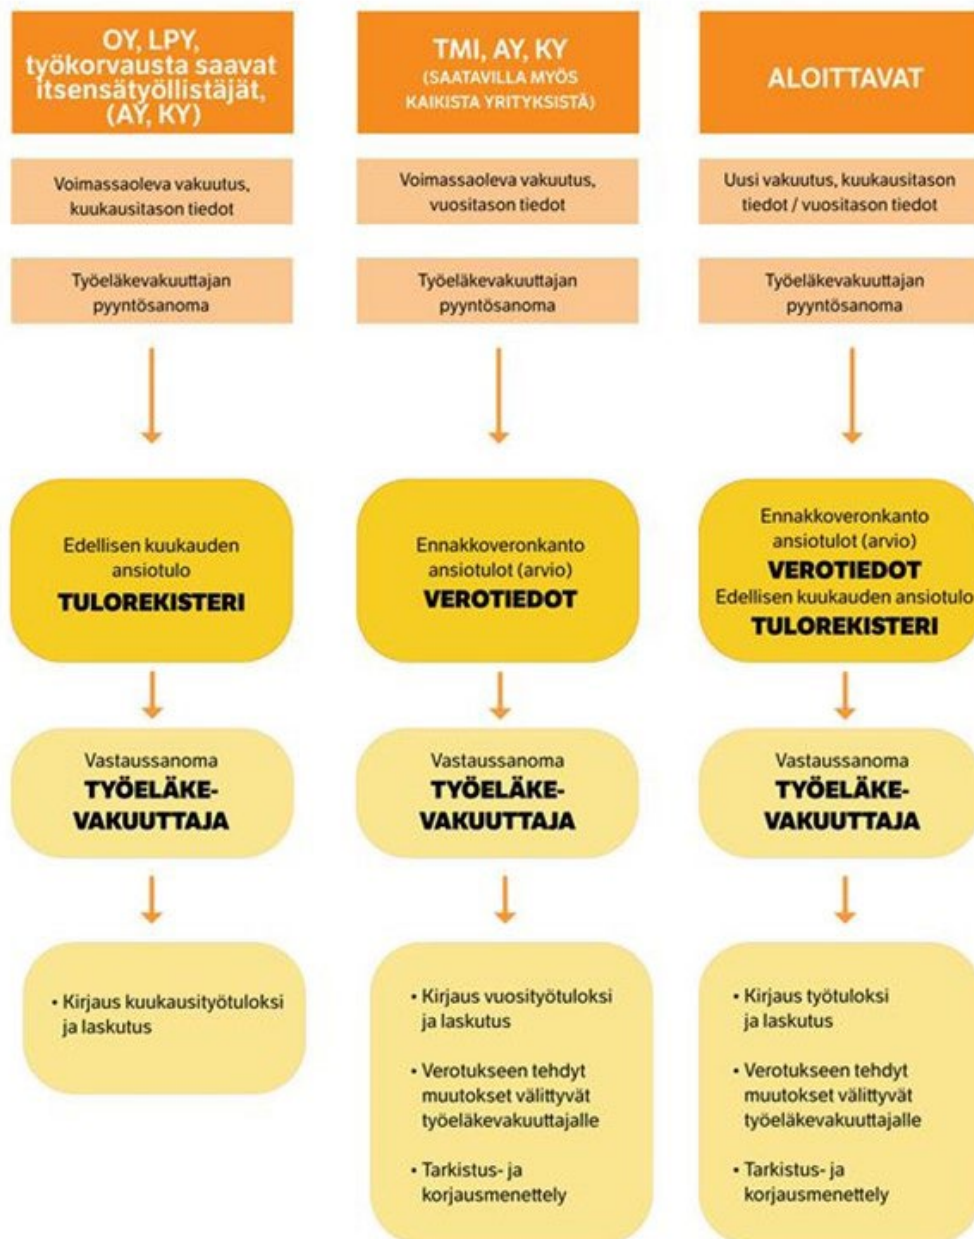 OY, LPY,
työkorvausta saavat
itsensätyöllistäjät,
(AY, KY)
Voimassaoleva vakuutus,
kuukausitason tiedot
Työeläkevakuuttajan
pyyntösanoma
Edellisen kuukauden
ansiotulo
TULOREKISTERI
Vastaussanoma
TYÖELÄKE-
VAKUUTTAJA
• Kirjaus kuukausityötuloksi
ja laskutus
TMI, AY, KY
(SAATAVILLA MYÖS
KAIKISTA YRITYKSISTÄ)
Voimassaoleva vakuutus,
vuositason tiedot
Työeläkevakuuttajan
pyyntösanoma
Ennakkoveronkanto
ansiotulot (arvio)
VEROTIEDOT
Vastaussanoma
TYÖELÄKE-
VAKUUTTAJA
• Kirjaus vuosityötuloksi
ja laskutus
• Verotukseen tehdyt
muutokset välittyvät
työeläkevakuuttajalle
• Tarkistus- ja
korjausmenettely
ALOITTAVAT
Uusi vakuutus, kuukausitason
tiedot / vuositason tiedot
Työeläkevakuuttajan
pyyntösanoma
Ennakkoveronkanto
ansiotulot (arvio)
VEROTIEDOT
Edellisen kuukauden ansiotulo
TULOREKISTERI
Vastaussanoma
TYÖELÄKE-
VAKUUTTAJA
• Kirjaus työtuloksi
ja laskutus
• Verotukseen tehdyt
muutokset välittyvät
työeläkevakuuttajalle
• Tarkistus- ja
korjausmenettely